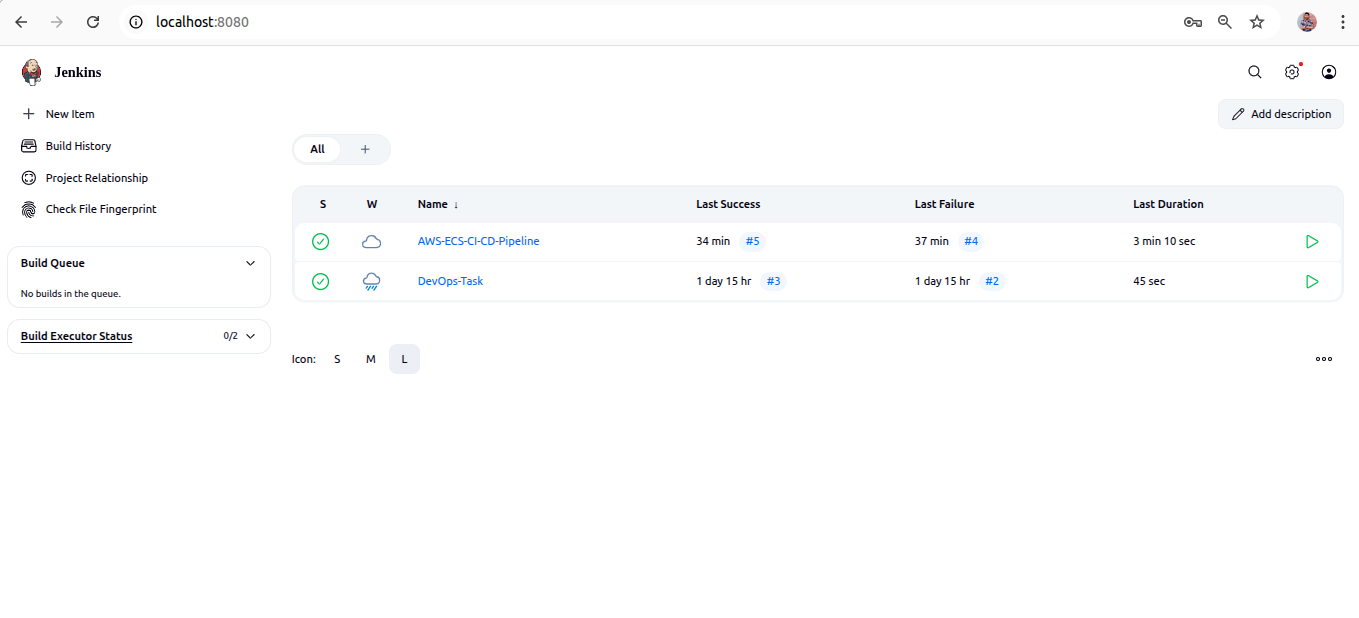 localhost:8080
Jenkins
New Item
Build History
Project Relationship
Check File Fingerprint
Build Queue
No builds in the queue.
Build Executor Status 0/2
Add description
All +
S W Name ↓ Last Success Last Failure Last Duration
AWS-ECS-CI-CD-Pipeline 34 min #5 37 min #4 3 min 10 sec
DevOps-Task 1 day 15 hr #3 1 day 15 hr #2 45 sec
Icon: S M L